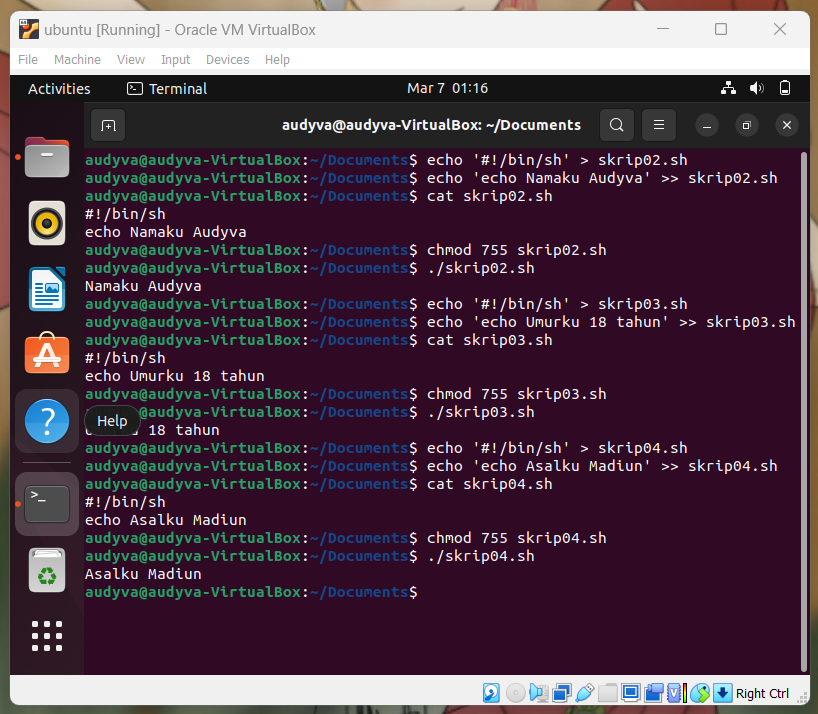 ubuntu [Running] - Oracle VM VirtualBox
File Machine View Input Devices Help
Activities Terminal Mar 7 01:16
audyva@audyva-VirtualBox: ~/Documents
audyva@audyva-VirtualBox:~/Documents$ echo '#!/bin/sh' > skrip02.sh
audyva@audyva-VirtualBox:~/Documents$ echo 'echo Namaku Audyva' >> skrip02.sh
audyva@audyva-VirtualBox:~/Documents$ cat skrip02.sh
#!/bin/sh
echo Namaku Audyva
audyva@audyva-VirtualBox:~/Documents$ chmod 755 skrip02.sh
audyva@audyva-VirtualBox:~/Documents$ ./skrip02.sh
Namaku Audyva
audyva@audyva-VirtualBox:~/Documents$ echo '#!/bin/sh' > skrip03.sh
audyva@audyva-VirtualBox:~/Documents$ echo 'echo Umurku 18 tahun' >> skrip03.sh
audyva@audyva-VirtualBox:~/Documents$ cat skrip03.sh
#!/bin/sh
echo Umurku 18 tahun
audyva@audyva-VirtualBox:~/Documents$ chmod 755 skrip03.sh
@audyva-VirtualBox:~/Documents$ ./skrip03.sh
Help
18 tahun
audyva@audyva-VirtualBox:~/Documents$ echo '#!/bin/sh' > skrip04.sh
audyva@audyva-VirtualBox:~/Documents$ echo 'echo Asalku Madiun' >> skrip04.sh
audyva@audyva-VirtualBox:~/Documents$ cat skrip04.sh
#!/bin/sh
echo Asalku Madiun
audyva@audyva-VirtualBox:~/Documents$ chmod 755 skrip04.sh
audyva@audyva-VirtualBox:~/Documents$ ./skrip04.sh
Asalku Madiun
audyva@audyva-VirtualBox:~/Documents$
Right Ctrl